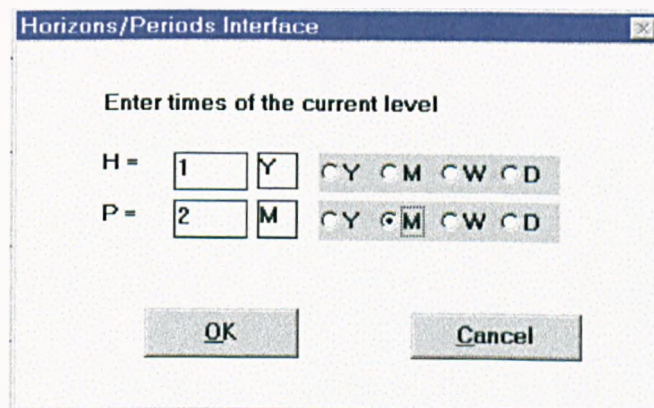 Horizons/Periods Interface
Enter times of the current level
H = 1 Y Y M W D
P = 2 M Y M W D
OK Cancel